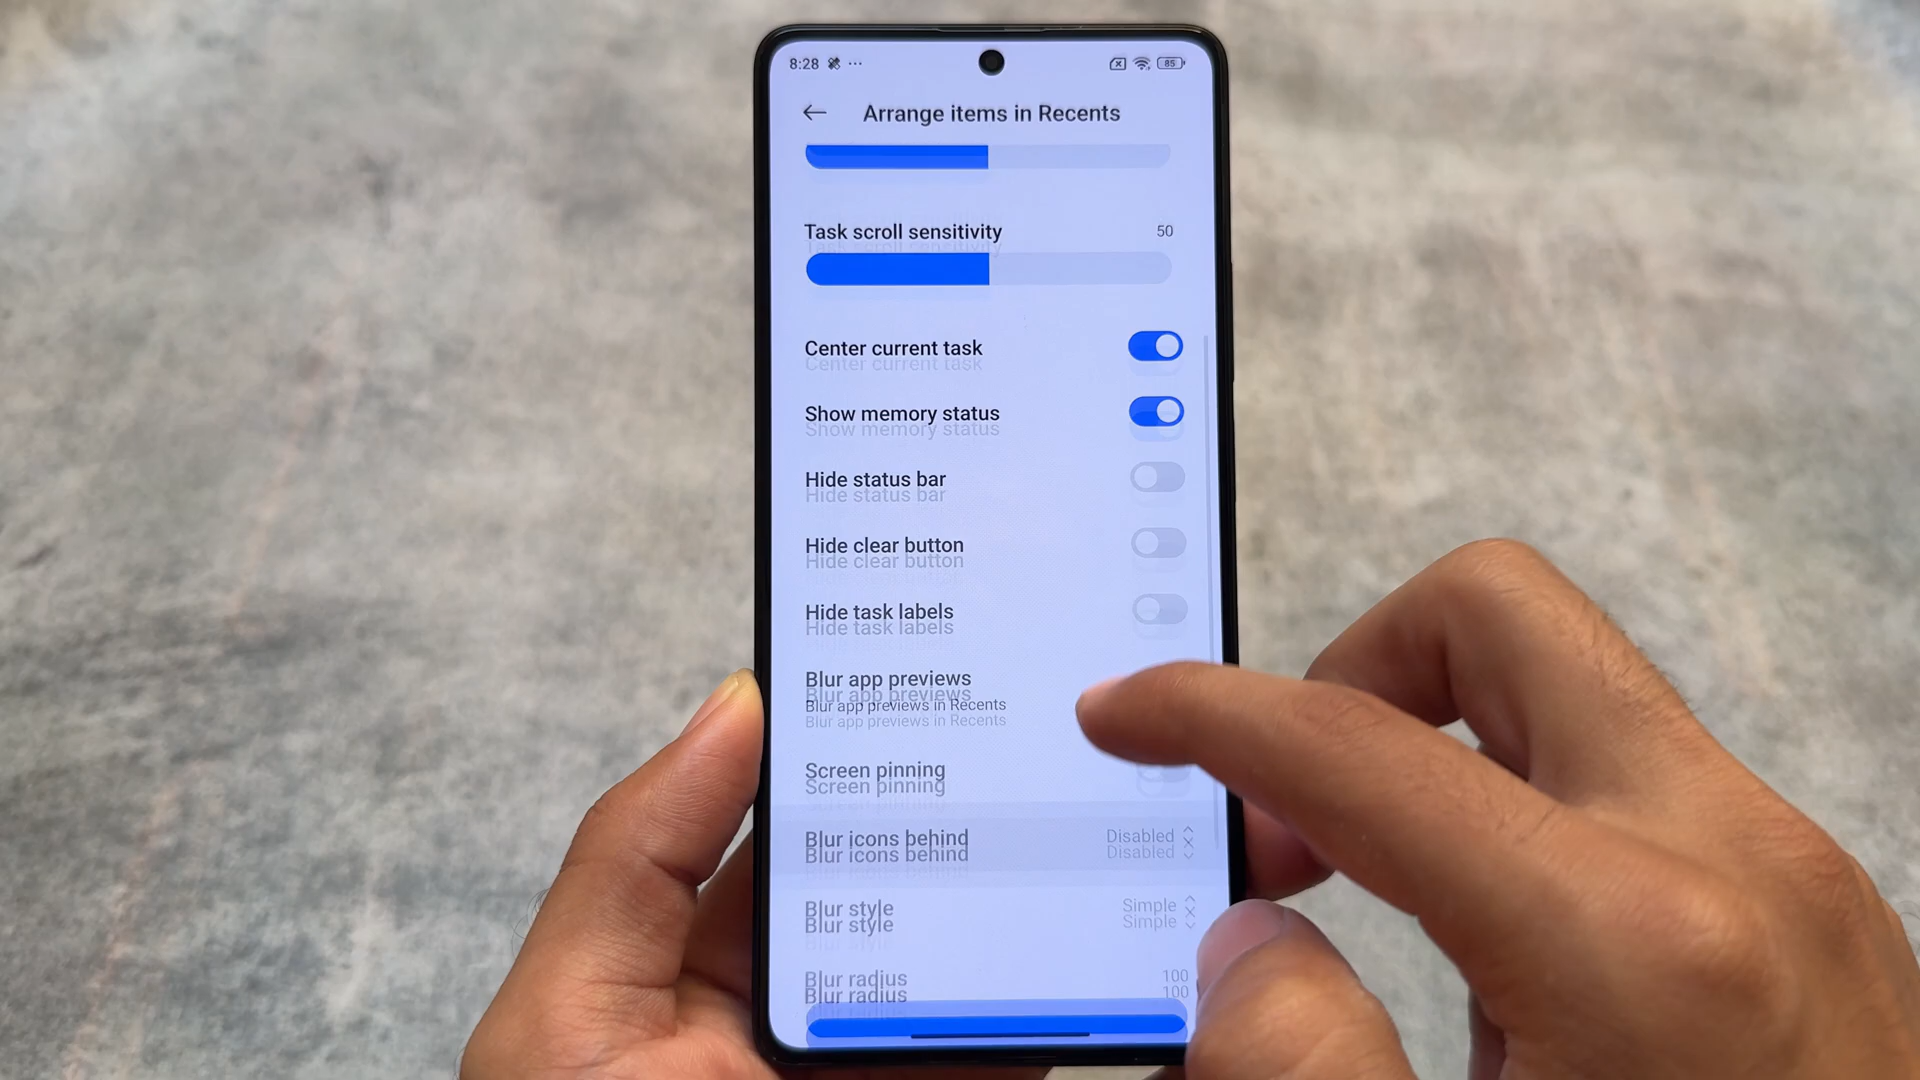 8:28 ... 85
Arrange items in Recents
Task scroll sensitivity 50
Center current task
Show memory status
Hide status bar
Hide clear button
Hide task labels
Blur app previews
Blur app previews in Recents
Screen pinning
Blur icons behind Disabled
Blur style Simple
Blur radius 100